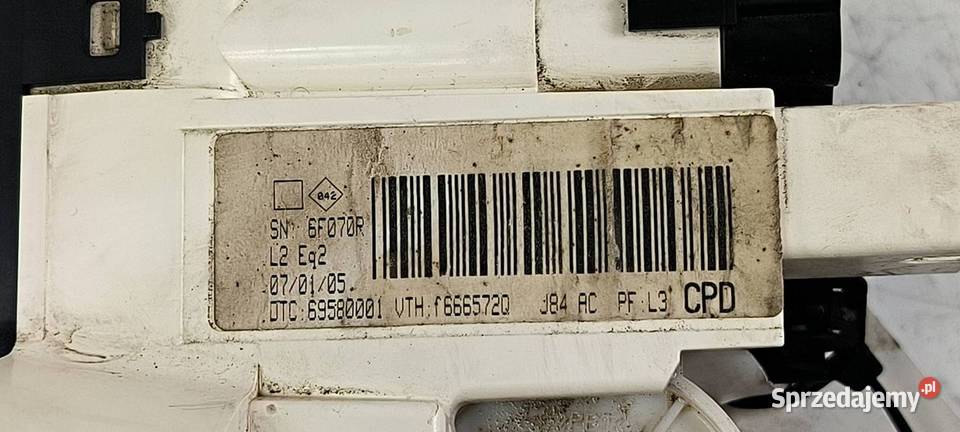 042
SN: 6F070R
L2 Eq2
07/01/05
DTC:69580001 VTH:f666572Q J84 AC PF:L3 CPD
Sprzedajemy.pl